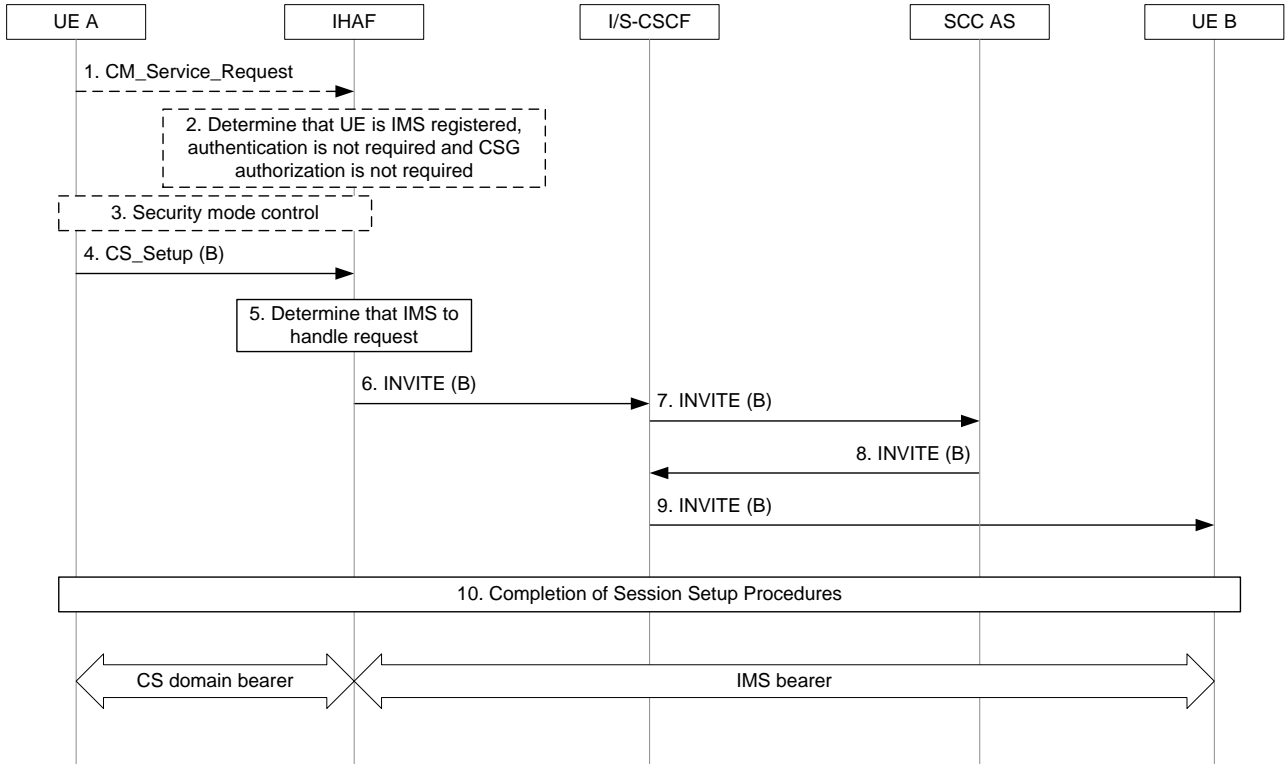 UE A
IHAF
I/S-CSCF
SCC AS
UE B
1. CM_Service_Request
2. Determine that UE is IMS registered,
authentication is not required and CSG
authorization is not required
3. Security mode control
4. CS_Setup (B)
5. Determine that IMS to
handle request
6. INVITE (B)
7. INVITE (B)
8. INVITE (B)
9. INVITE (B)
10. Completion of Session Setup Procedures
CS domain bearer
IMS bearer